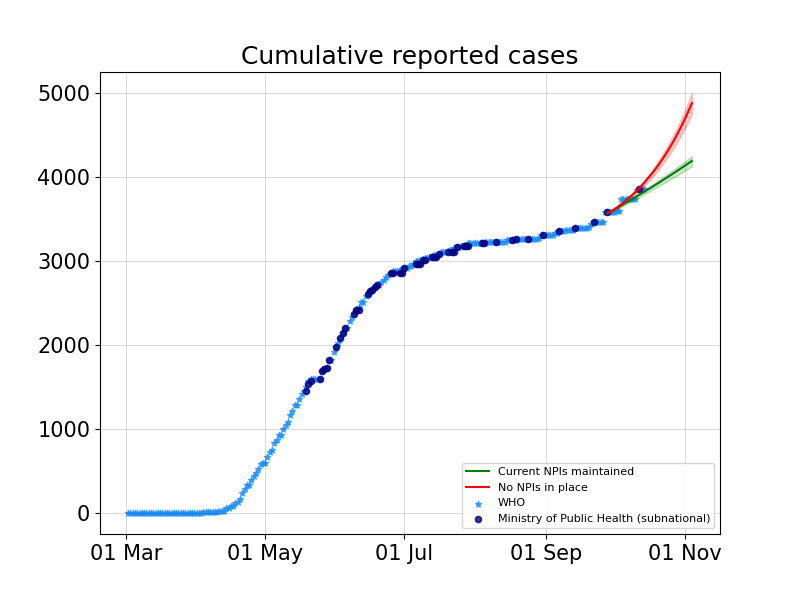 Cumulative reported cases
5000
4000
3000
2000
1000
0
01 Mar 01 May 01 Jul 01 Sep 01 Nov
Current NPIs maintained
No NPIs in place
WHO
Ministry of Public Health (subnational)